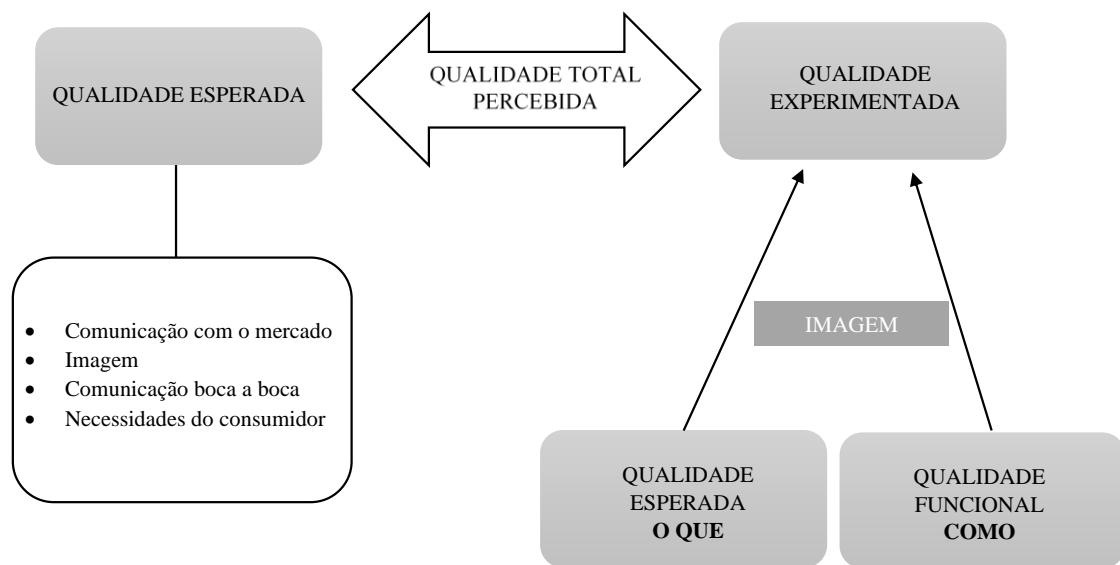 QUALIDADE ESPERADA
QUALIDADE TOTAL
PERCEBIDA
QUALIDADE
EXPERIMENTADA
• Comunicação com o mercado
• Imagem
• Comunicação boca a boca
• Necessidades do consumidor
IMAGEM
QUALIDADE
ESPERADA
O QUE
QUALIDADE
FUNCIONAL
COMO